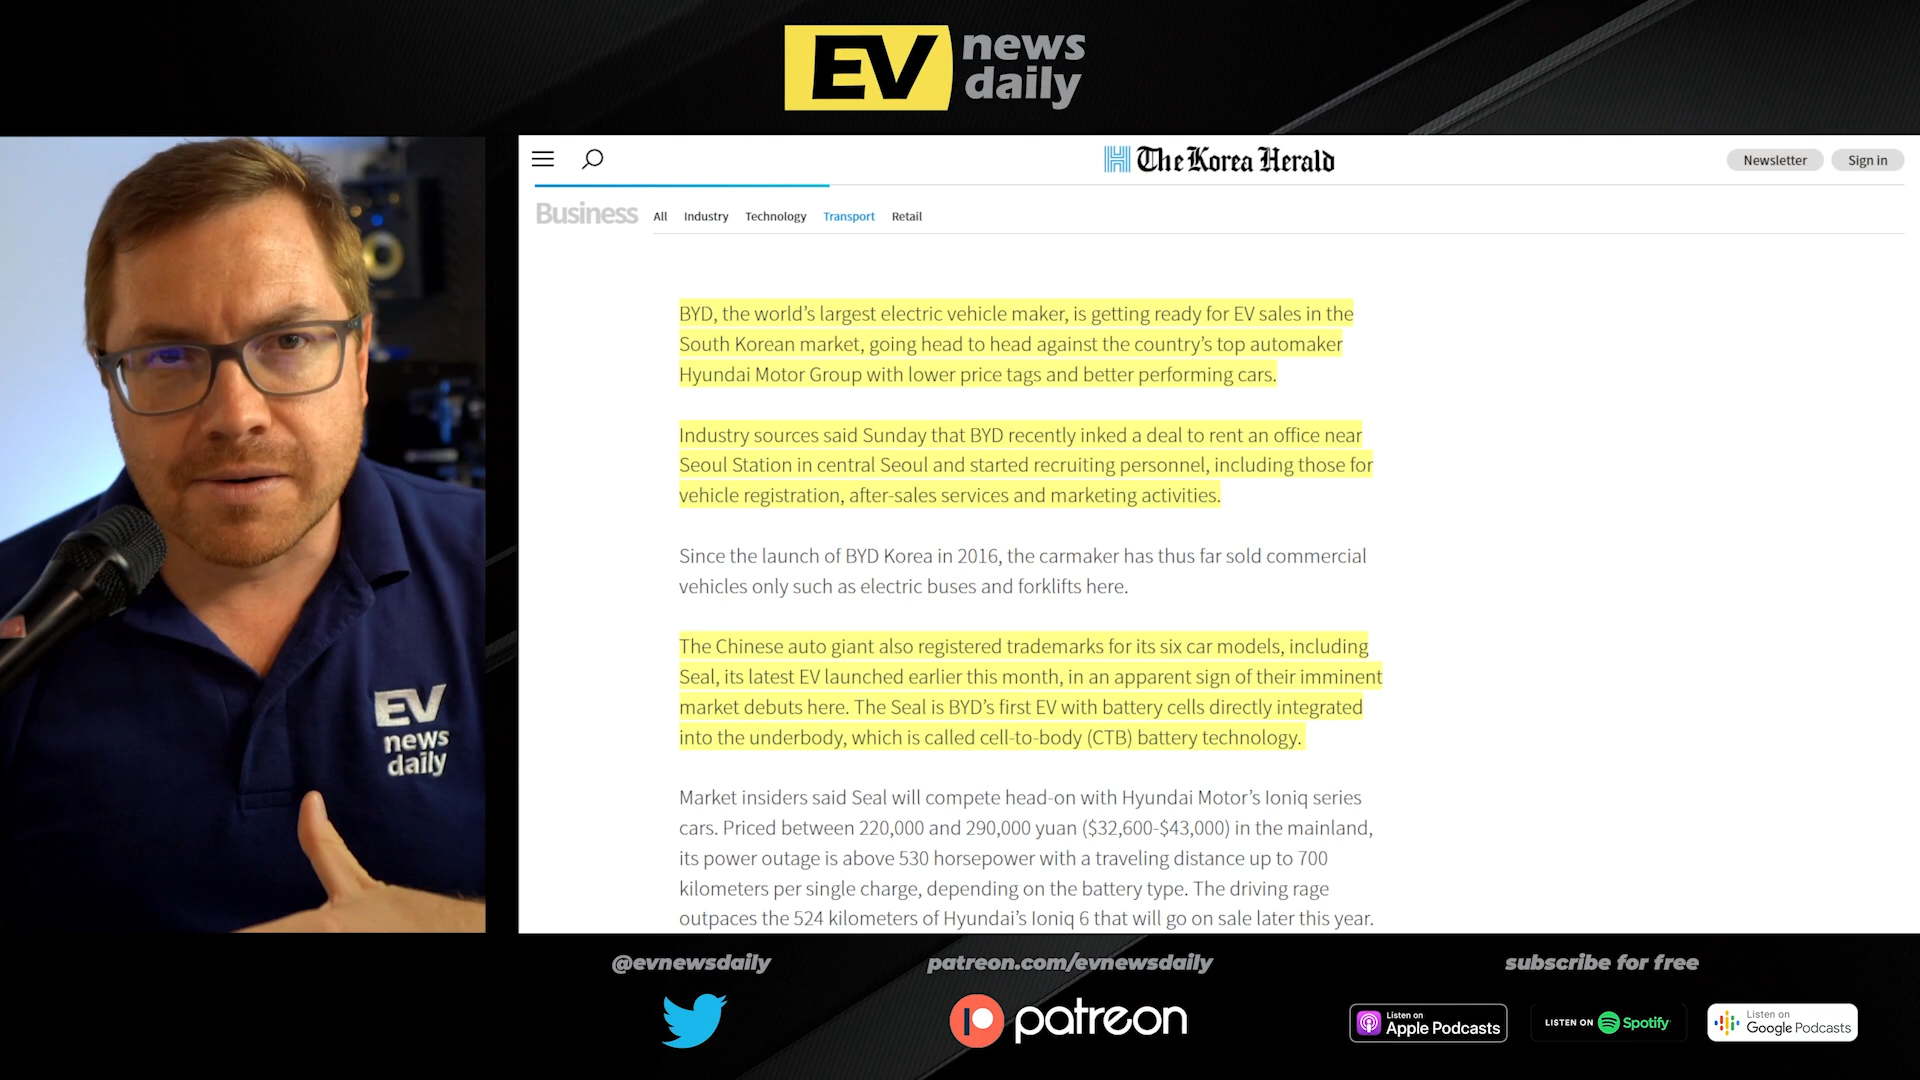 EV news
daily
The Korea Herald
Newsletter
Sign in
Business
All Industry Technology Transport Retail
BYD, the world's largest electric vehicle maker, is getting ready for EV sales in the
South Korean market, going head to head against the country's top automaker
Hyundai Motor Group with lower price tags and better performing cars.
Industry sources said Sunday that BYD recently inked a deal to rent an office near
Seoul Station in central Seoul and started recruiting personnel, including those for
vehicle registration, after-sales services and marketing activities.
Since the launch of BYD Korea in 2016, the carmaker has thus far sold commercial
vehicles only such as electric buses and forklifts here.
The Chinese auto giant also registered trademarks for its six car models, including
Seal, its latest EV launched earlier this month, in an apparent sign of their imminent
market debuts here. The Seal is BYD's first EV with battery cells directly integrated
into the underbody, which is called cell-to-body (CTB) battery technology.
Market insiders said Seal will compete head-on with Hyundai Motor's Ioniq series
cars. Priced between 220,000 and 290,000 yuan ($32,600-$43,000) in the mainland,
its power outage is above 530 horsepower with a traveling distance up to 700
kilometers per single charge, depending on the battery type. The driving rage
outpaces the 524 kilometers of Hyundai's Ioniq 6 that will go on sale later this year.
EV
news
daily
@evnewsdaily
patreon.com/evnewsdaily
subscribe for free
patreon
Listen on
Apple Podcasts
LISTEN ON Spotify
Listen on
Google Podcasts